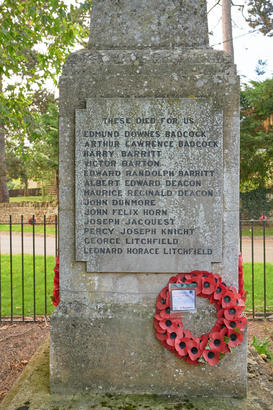 THESE DIED FOR US
EDMUND DOWNES BADCOCK
ARTHUR LAWRENCE BADCOCK
HARRY BARRITT
VICTOR BARTON
EDWARD RANDOLPH BARRITT
ALBERT EDWARD DEACON
MAURICE REGINALD DEACON
JOHN DUNMORE
JOHN FELIX HORN
JOSEPH JACQUEST
PERCY JOSEPH KNIGHT
GEORGE LITCHFIELD
LEONARD HORACE LITCHFIELD